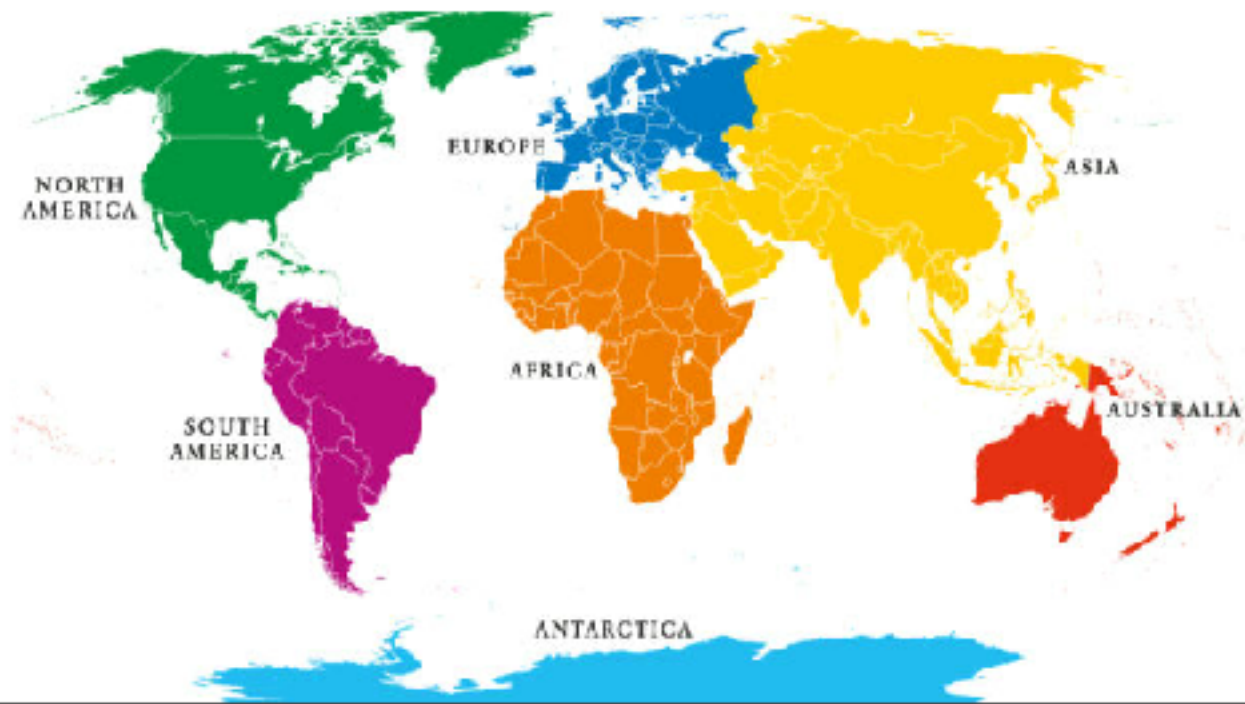 EUROPE
ASIA
NORTH
AMERICA
AFRICA
AUSTRALIA
SOUTH
AMERICA
ANTARCTICA